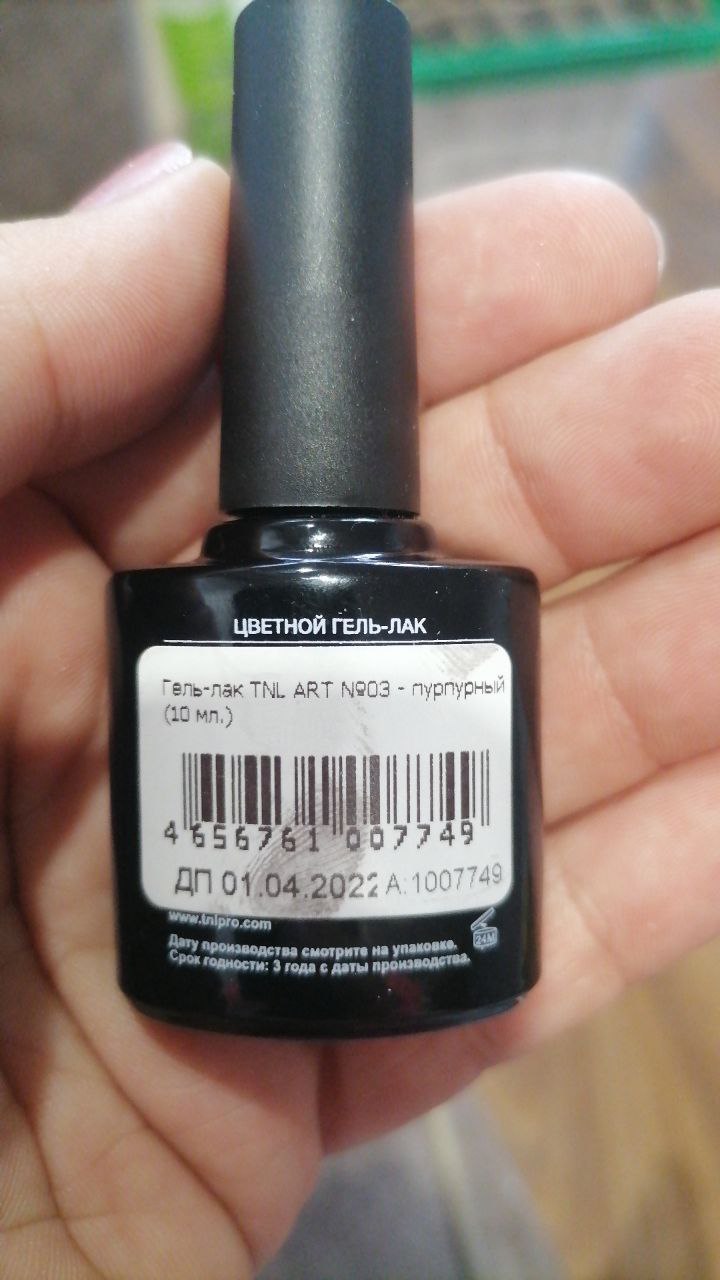 ЦВЕТНОЙ ГЕЛЬ-ЛАК
Гель-лак TNL ART №03 - пурпурный
(10 мл.)
4 656761 007749
ДП 01.04.2022 A:1007749
www.tnlpro.com
24M
Дату производства смотрите на упаковке.
Срок годности: 3 года с даты производства.